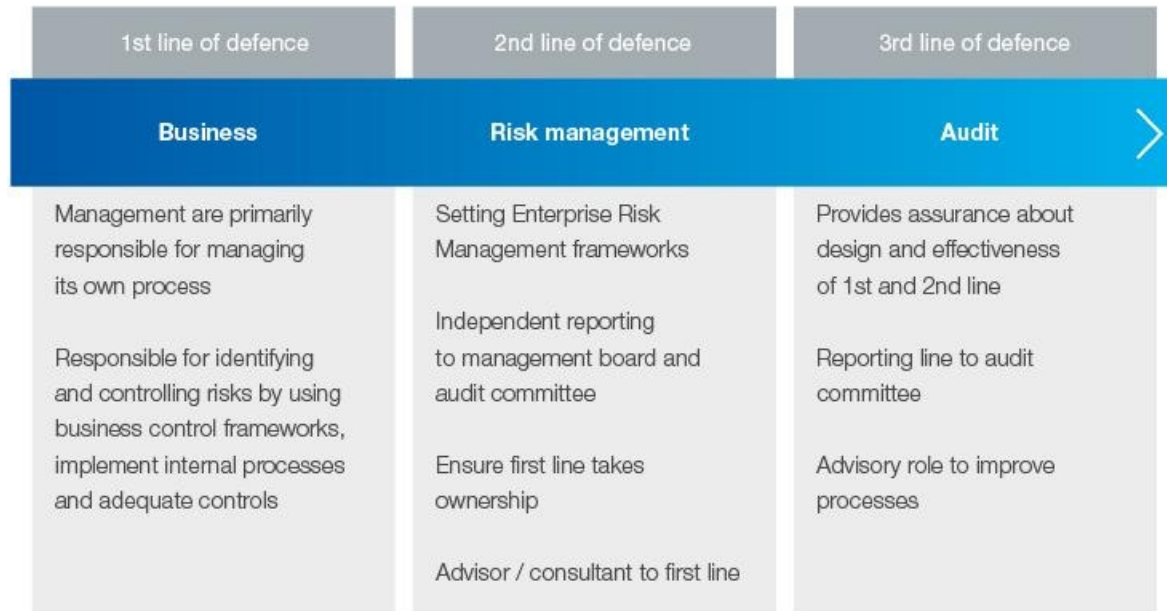 1st line of defence
2nd line of defence
3rd line of defence
Business
Risk management
Audit
Management are primarily
responsible for managing
its own process
Responsible for identifying
and controlling risks by using
business control frameworks,
implement internal processes
and adequate controls
Setting Enterprise Risk
Management frameworks
Independent reporting
to management board and
audit committee
Ensure first line takes
ownership
Advisor / consultant to first line
Provides assurance about
design and effectiveness
of 1st and 2nd line
Reporting line to audit
committee
Advisory role to improve
processes